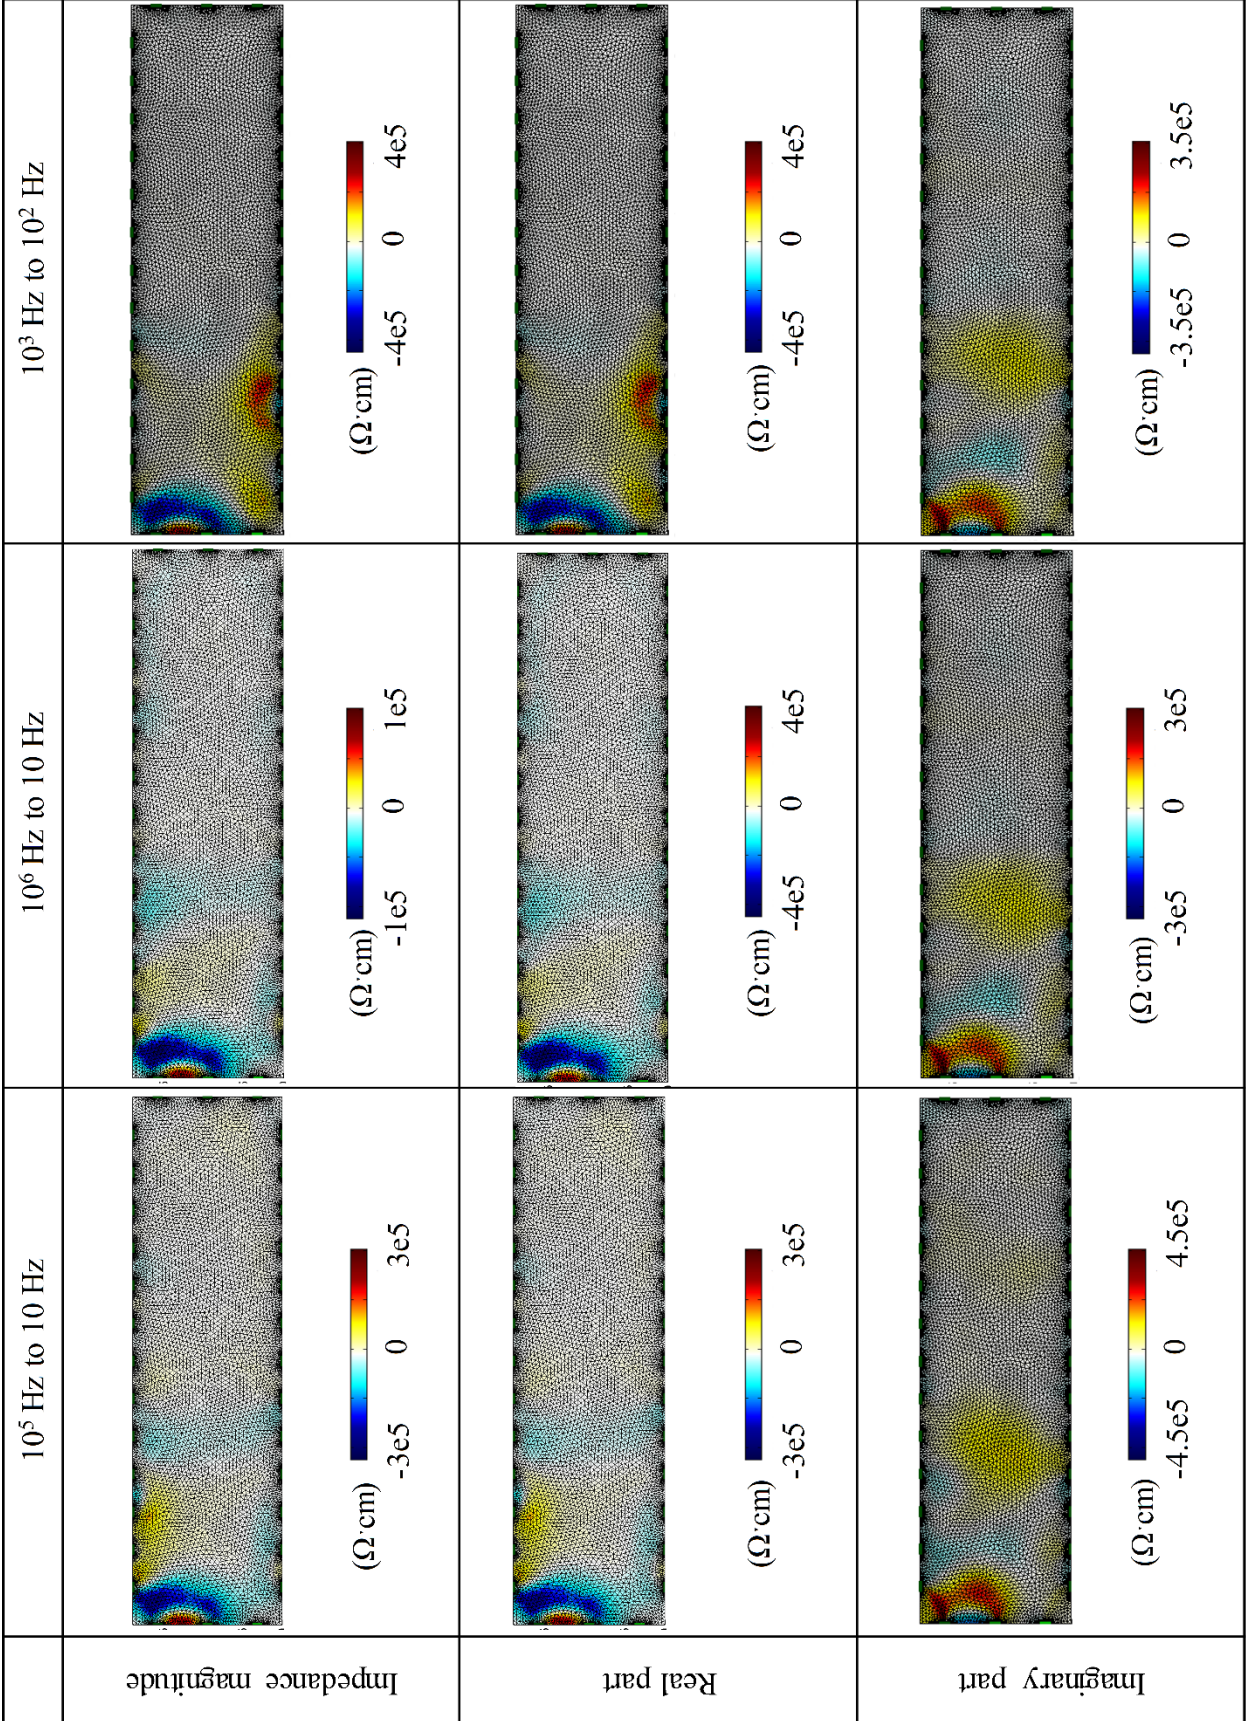 10⁵ Hz to 10 Hz
10⁶ Hz to 10 Hz
10³ Hz to 10² Hz
Impedance magnitude
(Ω·cm)
-3e5 0 3e5
(Ω·cm)
-1e5 0 1e5
(Ω·cm)
-4e5 0 4e5
Real part
(Ω·cm)
-3e5 0 3e5
(Ω·cm)
-4e5 0 4e5
(Ω·cm)
-4e5 0 4e5
Imaginary part
(Ω·cm)
-4.5e5 0 4.5e5
(Ω·cm)
-3e5 0 3e5
(Ω·cm)
-3.5e5 0 3.5e5